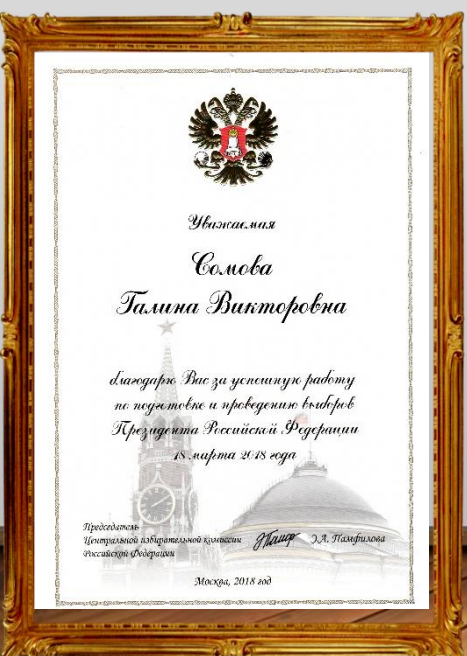 Уважаемая
Сомова
Галина Викторовна
благодарю Вас за успешную работу
по подготовке и проведению выборов
Президента Российской Федерации
18 марта 2018 года
Председатель
Центральной избирательной комиссии
Российской Федерации
Э.А. Памфилова
Москва, 2018 год